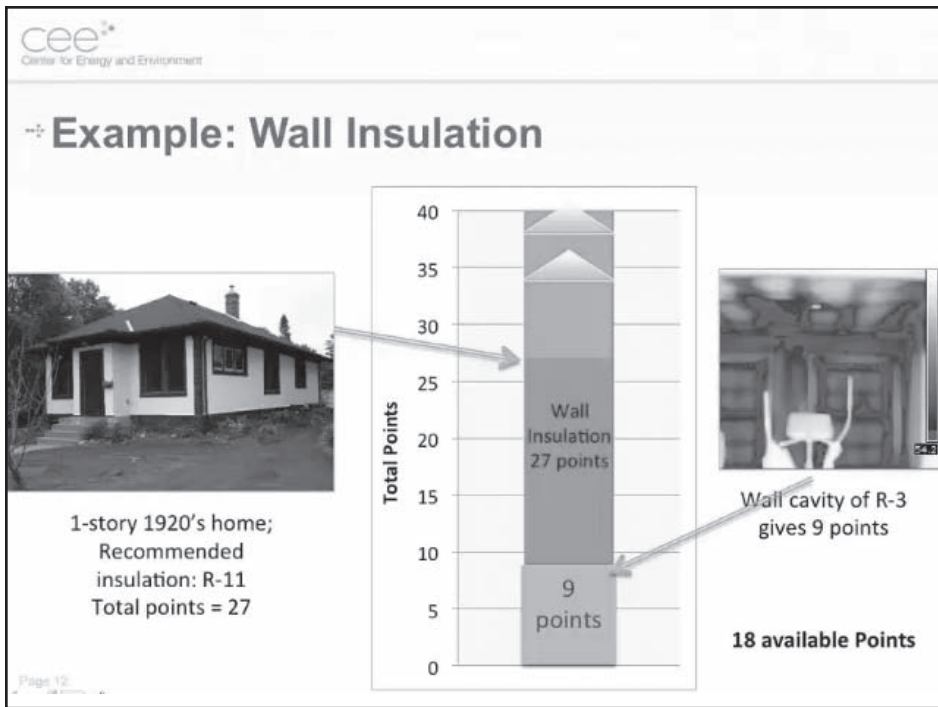 cee
Center for Energy and Environment
Example: Wall Insulation
1-story 1920's home;
Recommended
insulation: R-11
Total points = 27
Total Points
40
35
30
25
20
15
10
5
0
Wall
Insulation
27 points
9
points
Wall cavity of R-3
gives 9 points
18 available Points
Page 12